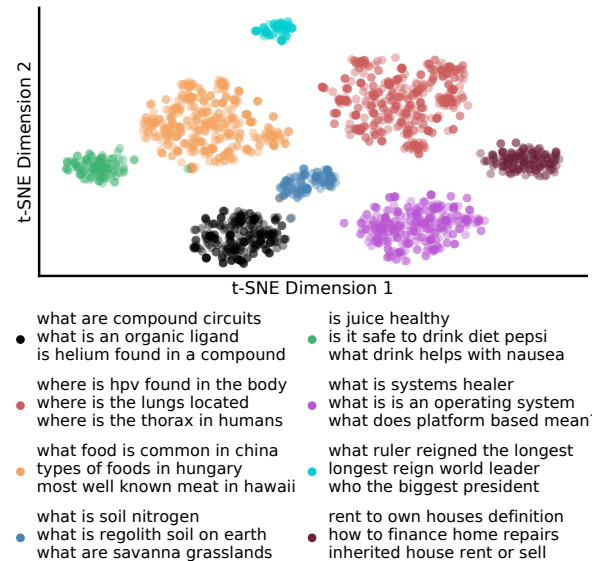 t-SNE Dimension 2
t-SNE Dimension 1
what are compound circuits
what is an organic ligand
is helium found in a compound
where is hpv found in the body
where is the lungs located
where is the thorax in humans
what food is common in china
types of foods in hungary
most well known meat in hawaii
what is soil nitrogen
what is regolith soil on earth
what are savanna grasslands
is juice healthy
is it safe to drink diet pepsi
what drink helps with nausea
what is systems healer
what is is an operating system
what does platform based mean?
what ruler reigned the longest
longest reign world leader
who the biggest president
rent to own houses definition
how to finance home repairs
inherited house rent or sell